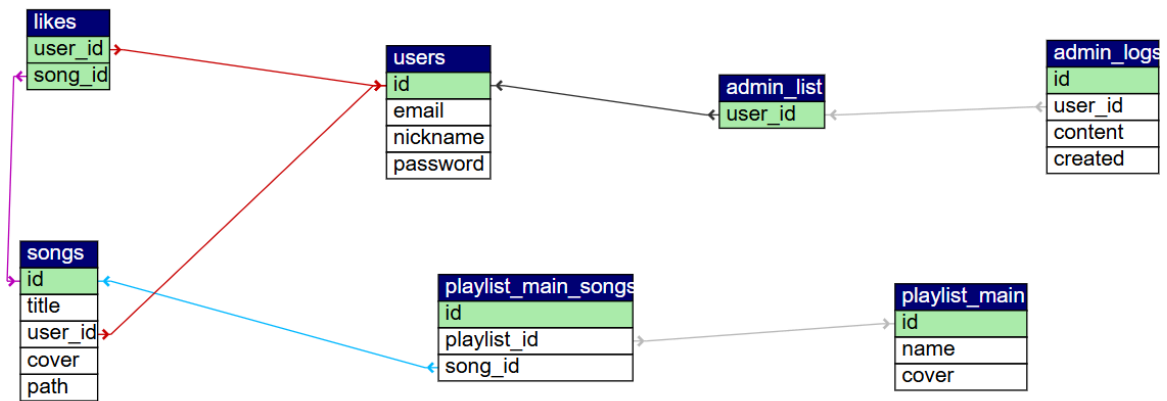 likes
user_id
song_id
users
id
email
nickname
password
admin_list
user_id
admin_logs
id
user_id
content
created
songs
id
title
user_id
cover
path
playlist_main_songs
id
playlist_id
song_id
playlist_main
id
name
cover